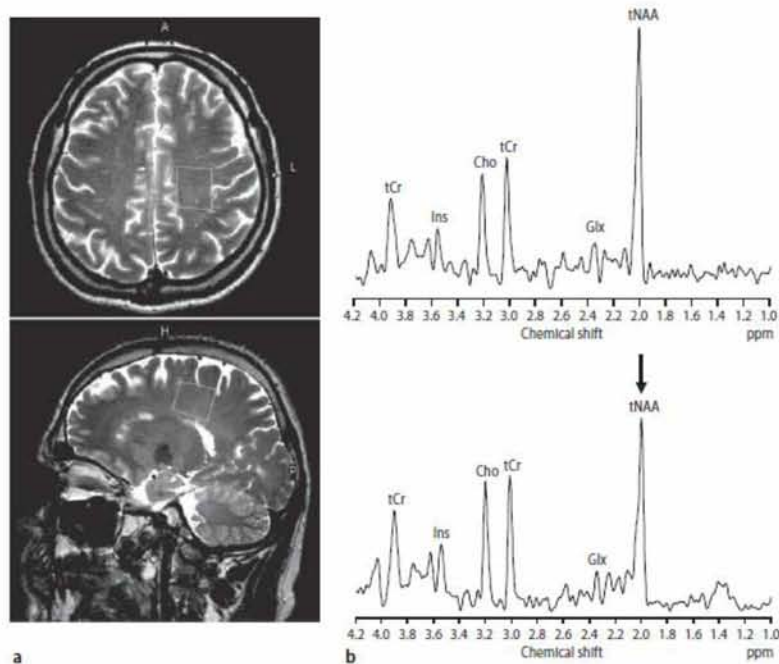 A
L
H
a
tNAA
tCr
Cho
tCr
Ins
Glx
4.2 4.0 3.8 3.6 3.4 3.2 3.0 2.8 2.6 2.4 2.2 2.0 1.8 1.6 1.4 1.2 1.0
Chemical shift ppm
tNAA
Cho
tCr
tCr
Ins
Glx
4.2 4.0 3.8 3.6 3.4 3.2 3.0 2.8 2.6 2.4 2.2 2.0 1.8 1.6 1.4 1.2 1.0
Chemical shift ppm
b